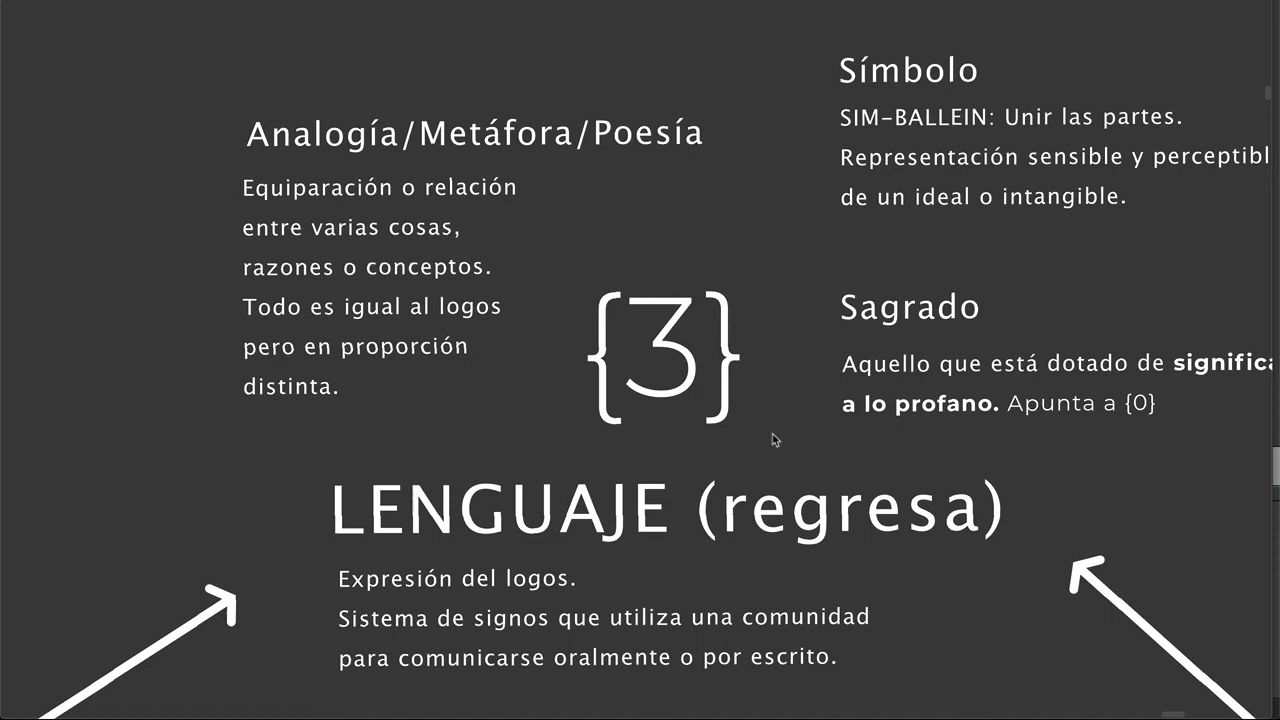 Analogía/Metáfora/Poesía
Equiparación o relación
entre varias cosas,
razones o conceptos.
Todo es igual al logos
pero en proporción
distinta.
Símbolo
SIM-BALLEIN: Unir las partes.
Representación sensible y perceptibl
de un ideal o intangible.
{3}
Sagrado
Aquello que está dotado de significa
a lo profano. Apunta a {0}
LENGUAJE (regresa)
Expresión del logos.
Sistema de signos que utiliza una comunidad
para comunicarse oralmente o por escrito.